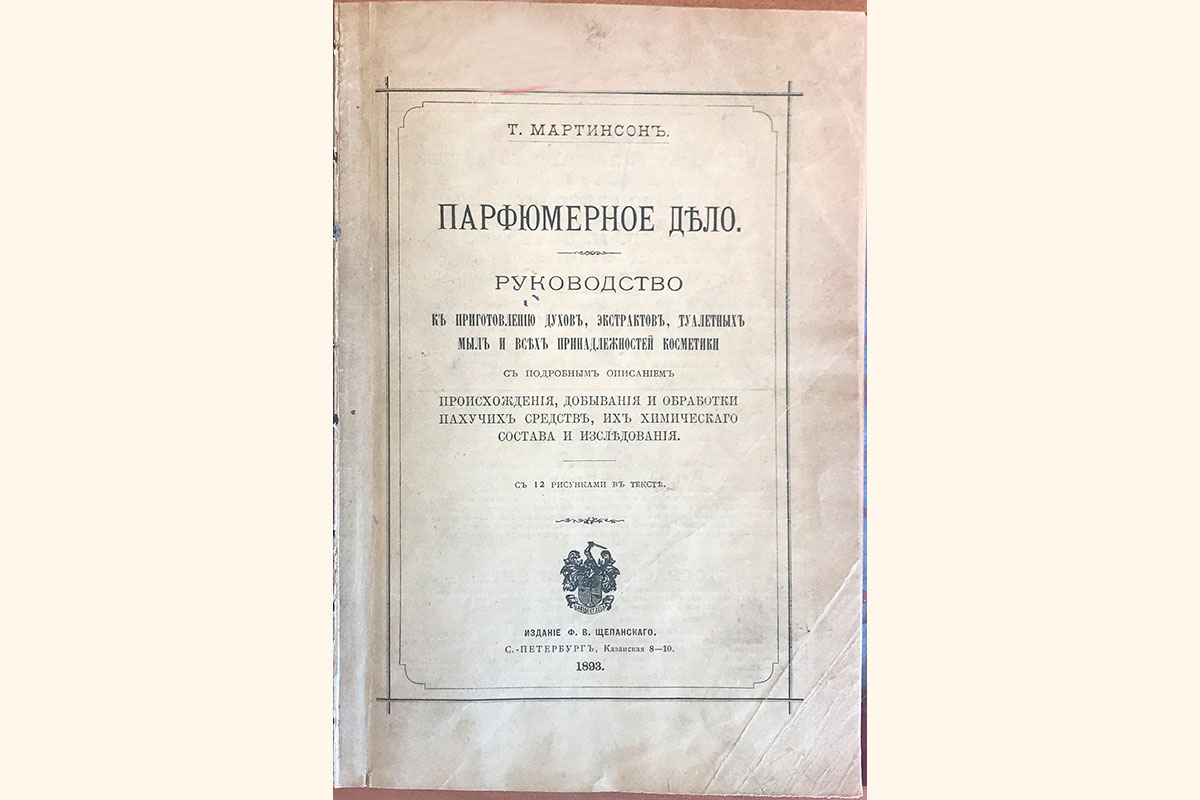 Т. МАРТИНСОНЪ.
ПАРФЮМЕРНОЕ ДѢЛО.
РУКОВОДСТВО
КЪ ПРИГОТОВЛЕНІЮ ДУХОВЪ, ЭКСТРАКТОВЪ, ТУАЛЕТНЫХЪ
МЫЛЪ И ВСѢХЪ ПРИНАДЛЕЖНОСТЕЙ КОСМЕТИКИ
СЪ ПОДРОБНЫМЪ ОПИСАНІЕМЪ
ПРОИСХОЖДЕНІЯ, ДОБЫВАНІЯ И ОБРАБОТКИ
ПАХУЧИХЪ СРЕДСТВЪ, ИХЪ ХИМИЧЕСКАГО
СОСТАВА И ИЗСЛѢДОВАНІЯ.
СЪ 12 РИСУНКАМИ ВЪ ТЕКСТѢ.
ИЗДАНІЕ Ф. В. ЩЕПАНСКАГО.
С.-ПЕТЕРБУРГЪ, Казанская 8—10.
1893.